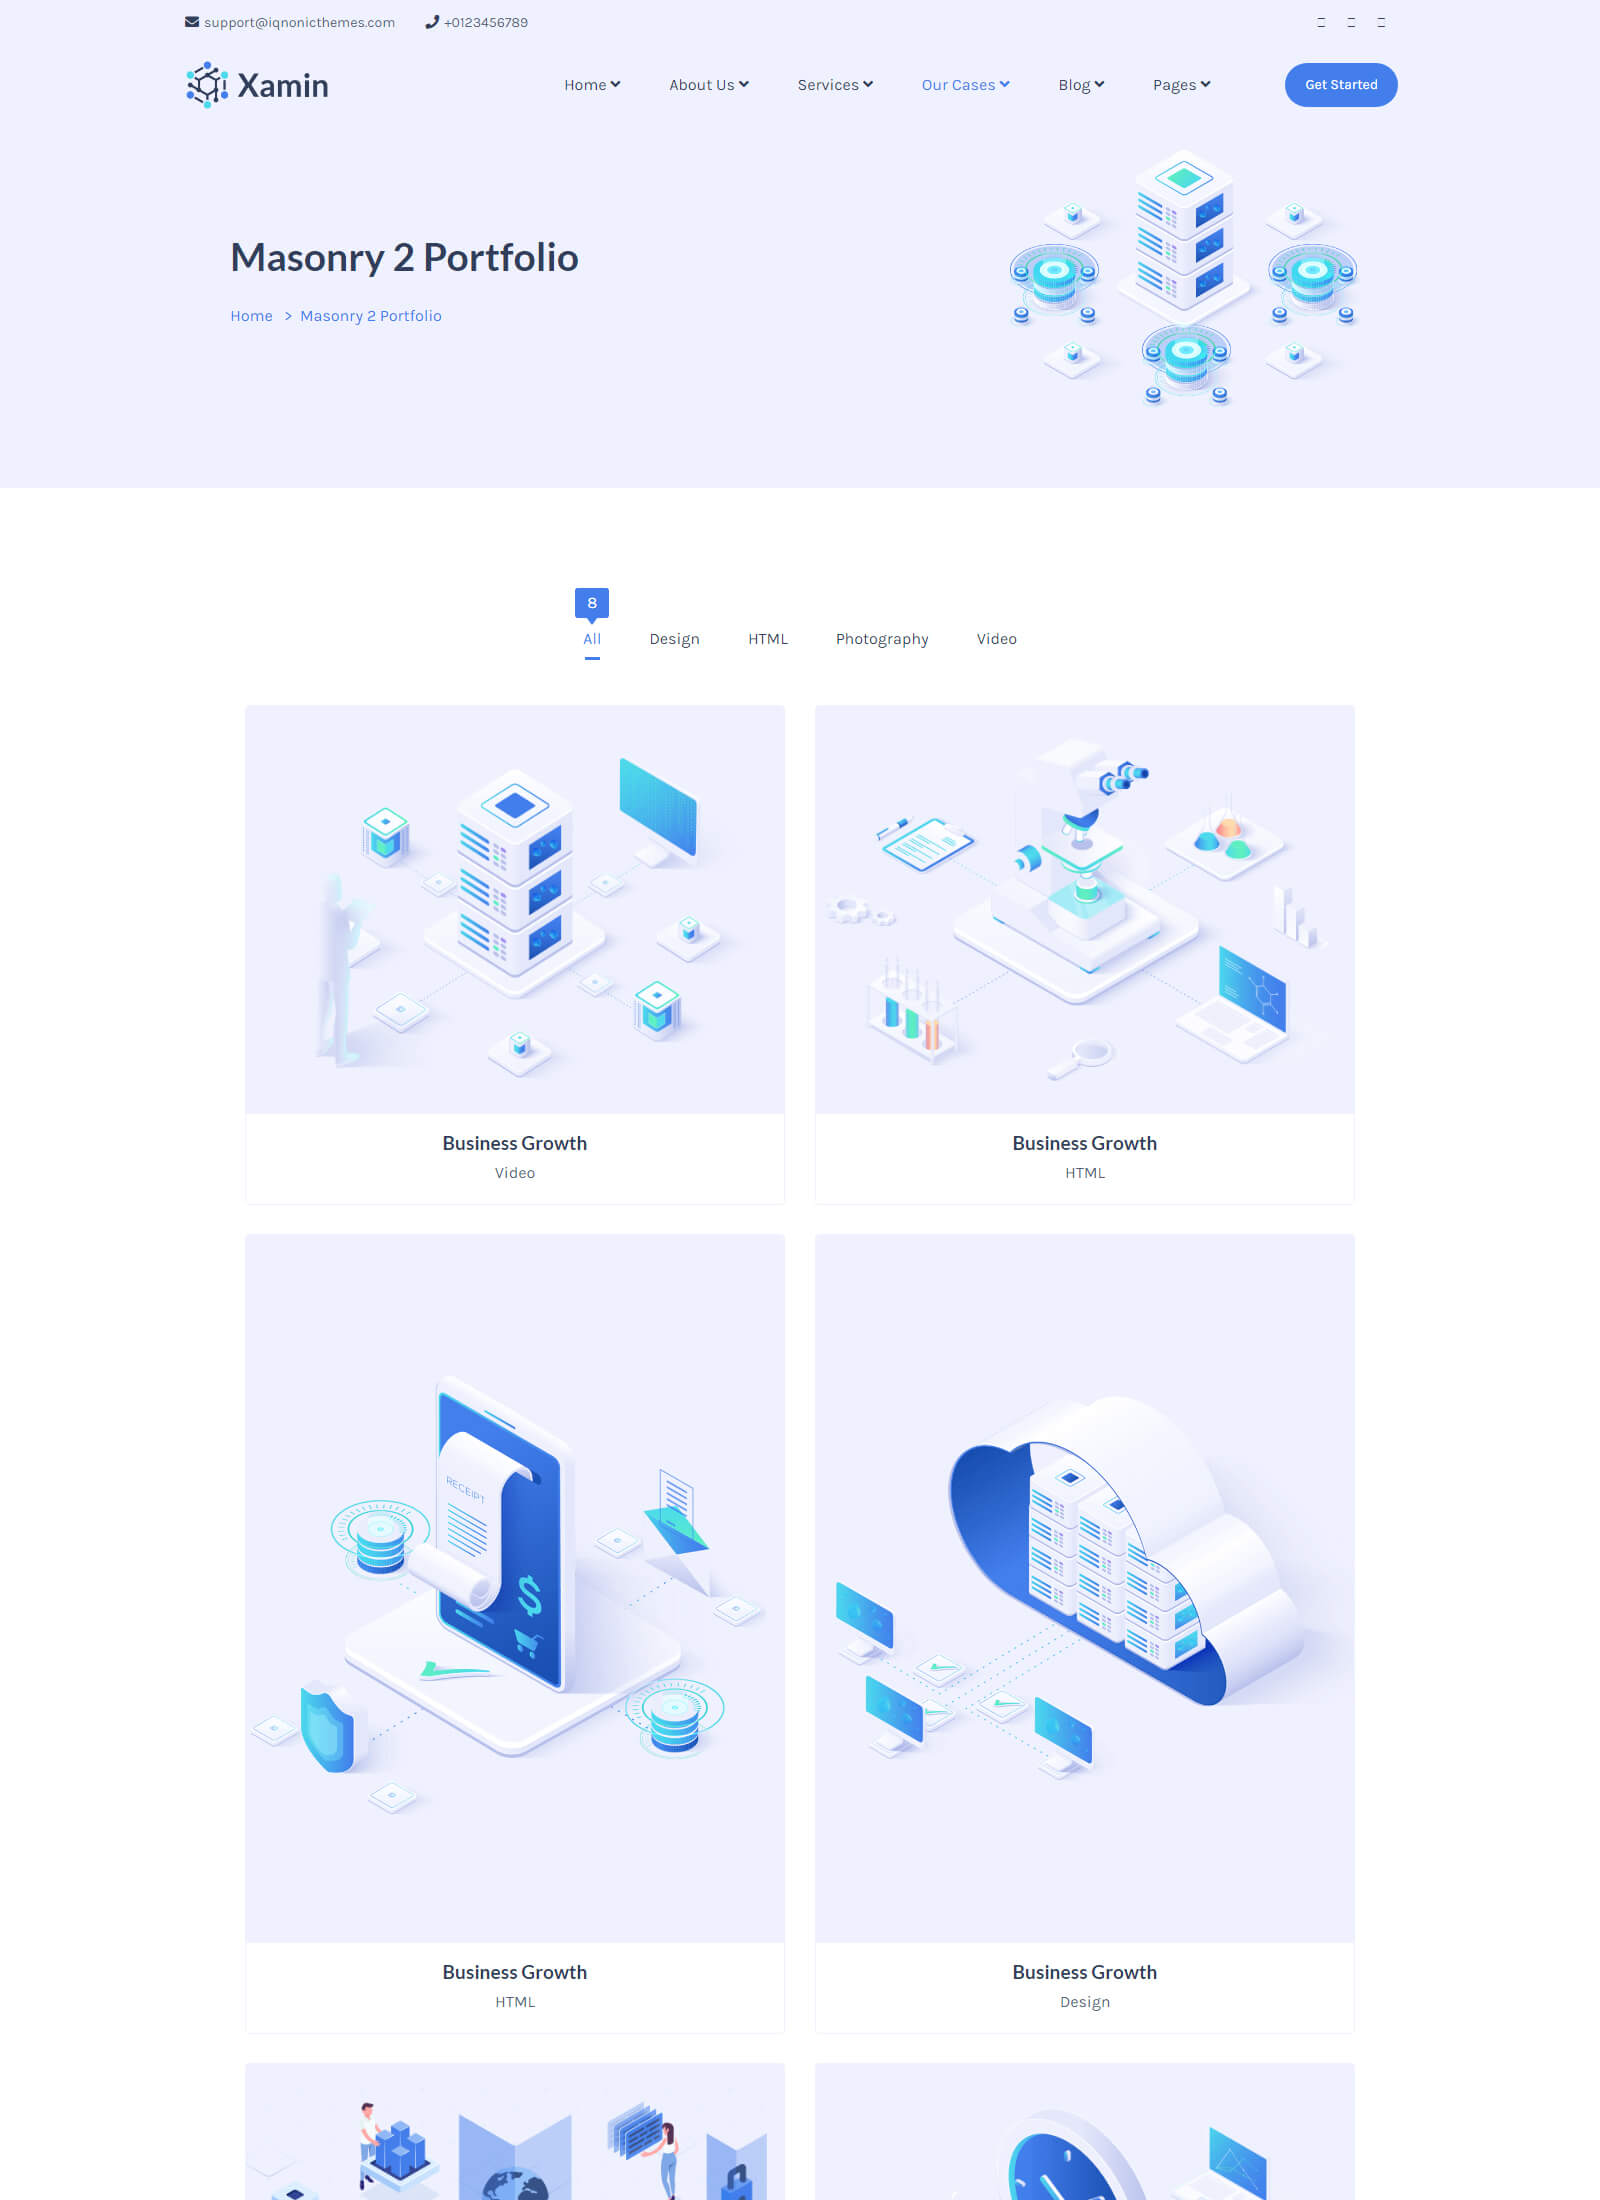 support@iqnonicthemes.com +0123456789
Xamin
Home About Us Services Our Cases Blog Pages Get Started
Masonry 2 Portfolio
Home > Masonry 2 Portfolio
8
All Design HTML Photography Video
Business Growth
Video
Business Growth
HTML
RECEIPT
$
Business Growth
HTML
Business Growth
Design